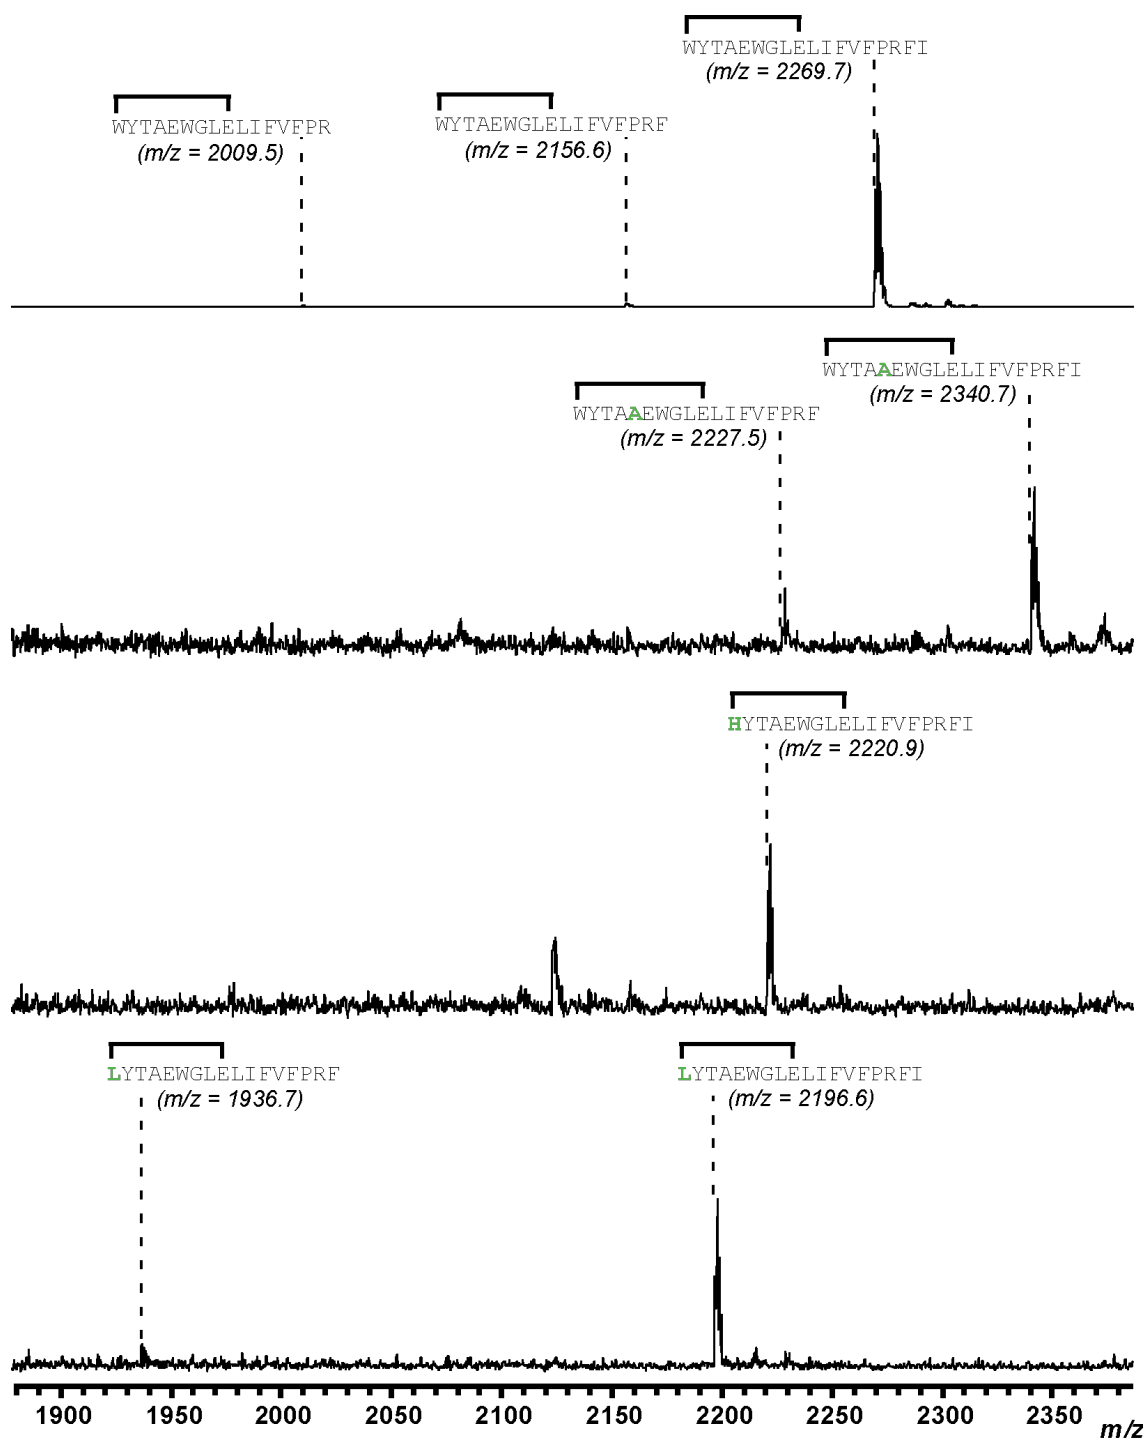 WYTAEWGLELIFVFPRFI
(m/z = 2269.7)
WYTAEWGLELIFVFPR
(m/z = 2009.5)
WYTAEWGLELIFVFPRF
(m/z = 2156.6)
WYTAAEWGLELIFVFPRFI
(m/z = 2340.7)
WYTAAEWGLELIFVFPRF
(m/z = 2227.5)
HYTAEWGLELIFVFPRFI
(m/z = 2220.9)
LYTAEWGLELIFVFPRF
(m/z = 1936.7)
LYTAEWGLELIFVFPRFI
(m/z = 2196.6)
1900 1950 2000 2050 2100 2150 2200 2250 2300 2350
m/z